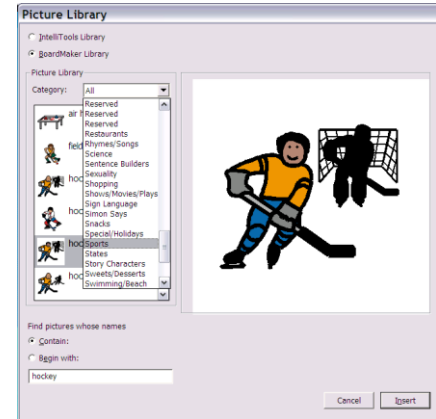 Picture Library
IntelliTools Library
BoardMaker Library
Picture Library
Category: All
Reserved
Reserved
Reserved
Restaurants
Rhymes/Songs
Science
Sentence Builders
Sexuality
Shopping
Shows/Movies/Plays
Sign Language
Simon Says
Snacks
Special/Holidays
Sports
States
Story Characters
Sweets/Desserts
Swimming/Beach
air h
field
hoc
hoc
hoc
hoc
Find pictures whose names
Contain:
Begin with:
hockey
Cancel
Insert